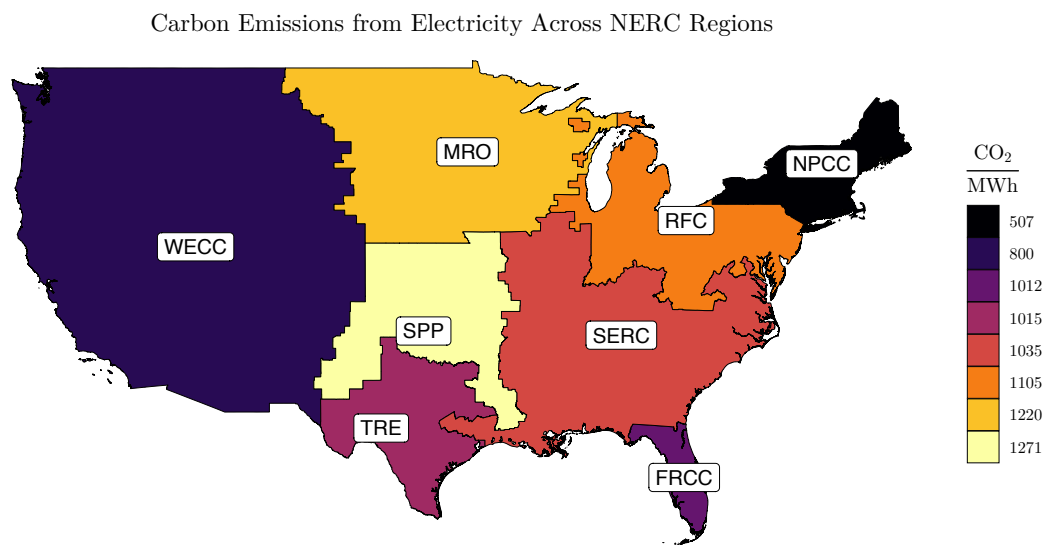 Carbon Emissions from Electricity Across NERC Regions
MRO
NPCC
RFC
WECC
SPP
SERC
TRE
FRCC
CO₂
MWh
507
800
1012
1015
1035
1105
1220
1271